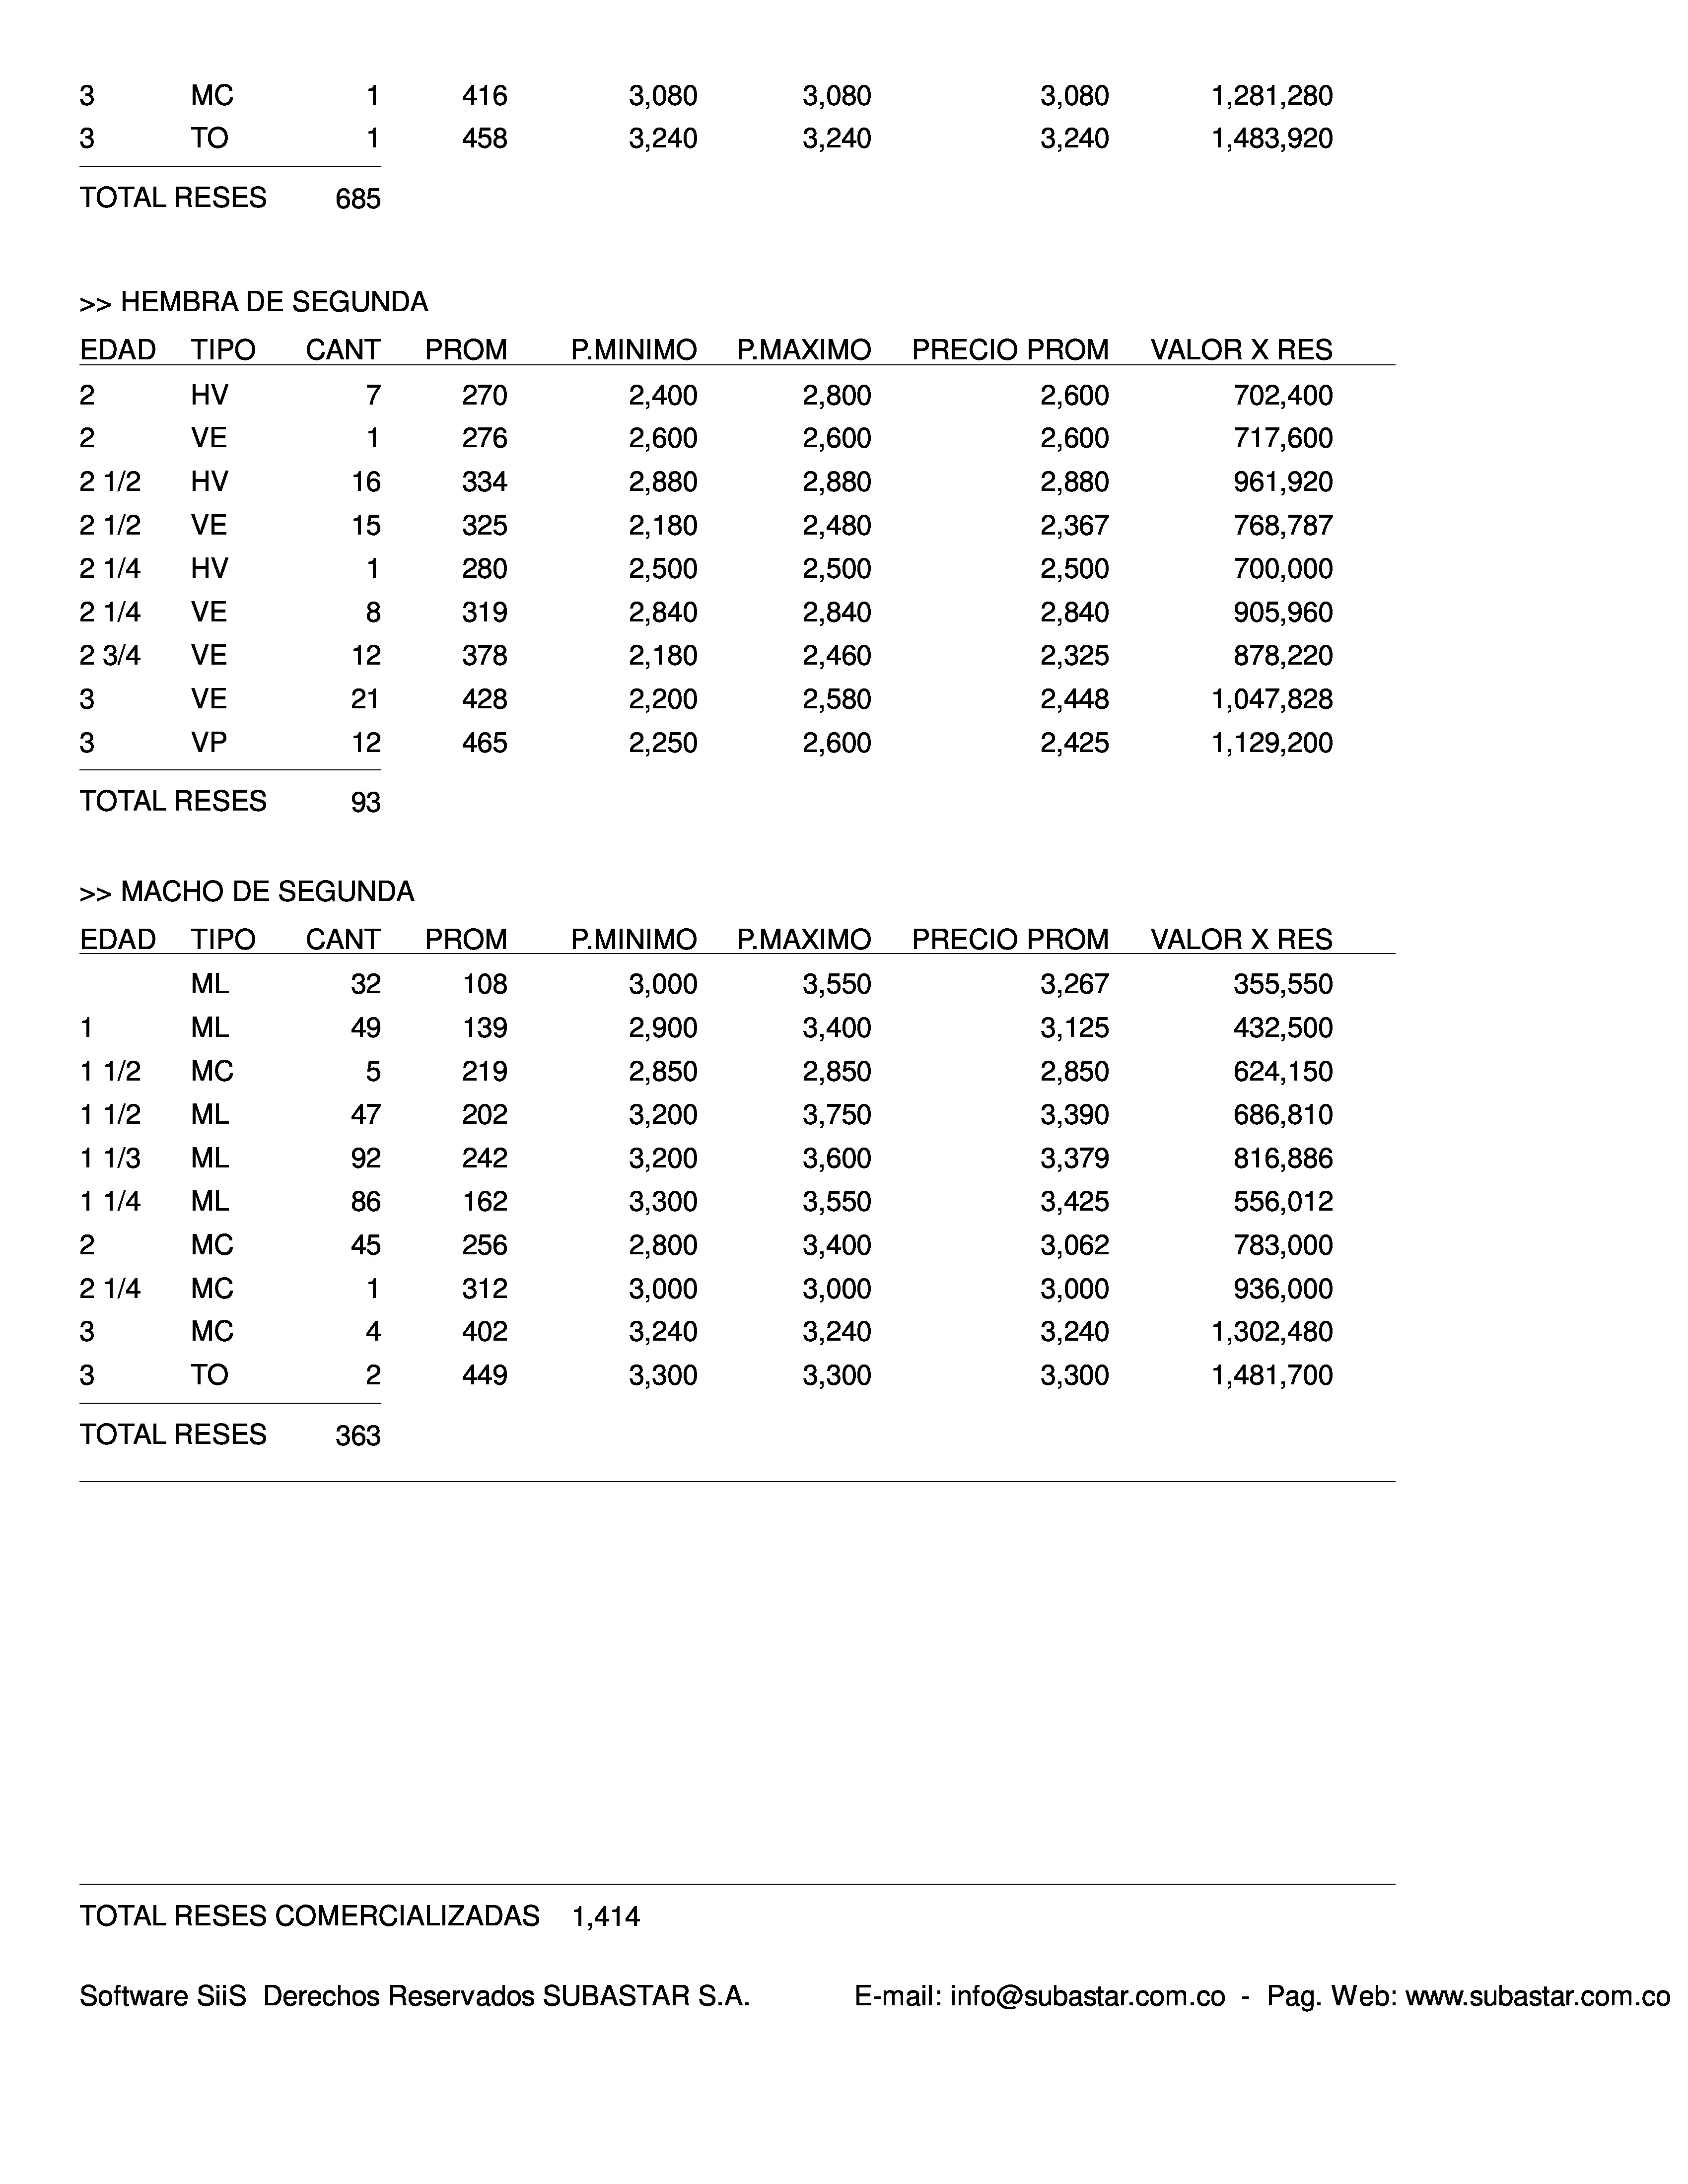 3 MC 1 416 3,080 3,080 3,080 1,281,280
3 TO 1 458 3,240 3,240 3,240 1,483,920
TOTAL RESES 685
>> HEMBRA DE SEGUNDA
EDAD TIPO CANT PROM P.MINIMO P.MAXIMO PRECIO PROM VALOR X RES
2 HV 7 270 2,400 2,800 2,600 702,400
2 VE 1 276 2,600 2,600 2,600 717,600
2 1/2 HV 16 334 2,880 2,880 2,880 961,920
2 1/2 VE 15 325 2,180 2,480 2,367 768,787
2 1/4 HV 1 280 2,500 2,500 2,500 700,000
2 1/4 VE 8 319 2,840 2,840 2,840 905,960
2 3/4 VE 12 378 2,180 2,460 2,325 878,220
3 VE 21 428 2,200 2,580 2,448 1,047,828
3 VP 12 465 2,250 2,600 2,425 1,129,200
TOTAL RESES 93
>> MACHO DE SEGUNDA
EDAD TIPO CANT PROM P.MINIMO P.MAXIMO PRECIO PROM VALOR X RES
ML 32 108 3,000 3,550 3,267 355,550
1 ML 49 139 2,900 3,400 3,125 432,500
1 1/2 MC 5 219 2,850 2,850 2,850 624,150
1 1/2 ML 47 202 3,200 3,750 3,390 686,810
1 1/3 ML 92 242 3,200 3,600 3,379 816,886
1 1/4 ML 86 162 3,300 3,550 3,425 556,012
2 MC 45 256 2,800 3,400 3,062 783,000
2 1/4 MC 1 312 3,000 3,000 3,000 936,000
3 MC 4 402 3,240 3,240 3,240 1,302,480
3 TO 2 449 3,300 3,300 3,300 1,481,700
TOTAL RESES 363
TOTAL RESES COMERCIALIZADAS 1,414
Software SiiS Derechos Reservados SUBASTAR S.A. E-mail: info@subastar.com.co - Pag. Web: www.subastar.com.co